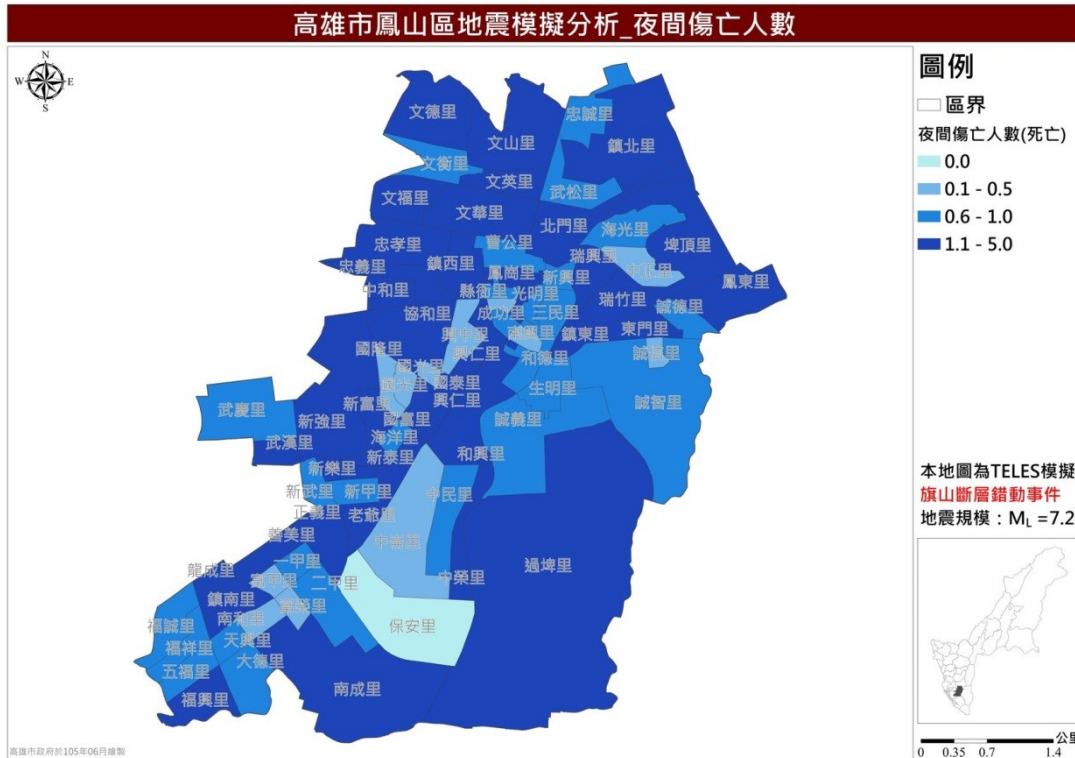 高雄市鳳山區地震模擬分析_夜間傷亡人數
N
W
E
S
圖例
區界
夜間傷亡人數(死亡)
0.0
0.1 - 0.5
0.6 - 1.0
1.1 - 5.0
文德里
忠誠里
文山里
鎮北里
文衡里
文英里
武松里
文福里
文華里
北門里
海光里
忠孝里
曹公里
埤頂里
鎮西里
瑞興里
忠義里
鳳崗里
新興里
鳳東里
中和里
縣衙里
光明里
瑞竹里
協和里
成功里
三民里
誠德里
興中里
鎮東里
東門里
國隆里
興仁里
和德里
國光里
國泰里
生明里
誠智里
新富里
興仁里
武慶里
新強里
國富里
誠義里
武漢里
海洋里
新泰里
和興里
新樂里
新武里
新甲里
中民里
正義里
老爺里
善美里
中崙里
一甲里
過埤里
龍成里
二甲里
中榮里
鎮南里
南和里
保安里
福誠里
天興里
福祥里
大德里
五福里
福興里
南成里
本地圖為TELES模擬
旗山斷層錯動事件
地震規模：ML =7.2
公里
0 0.35 0.7 1.4
高雄市政府於105年06月繪製